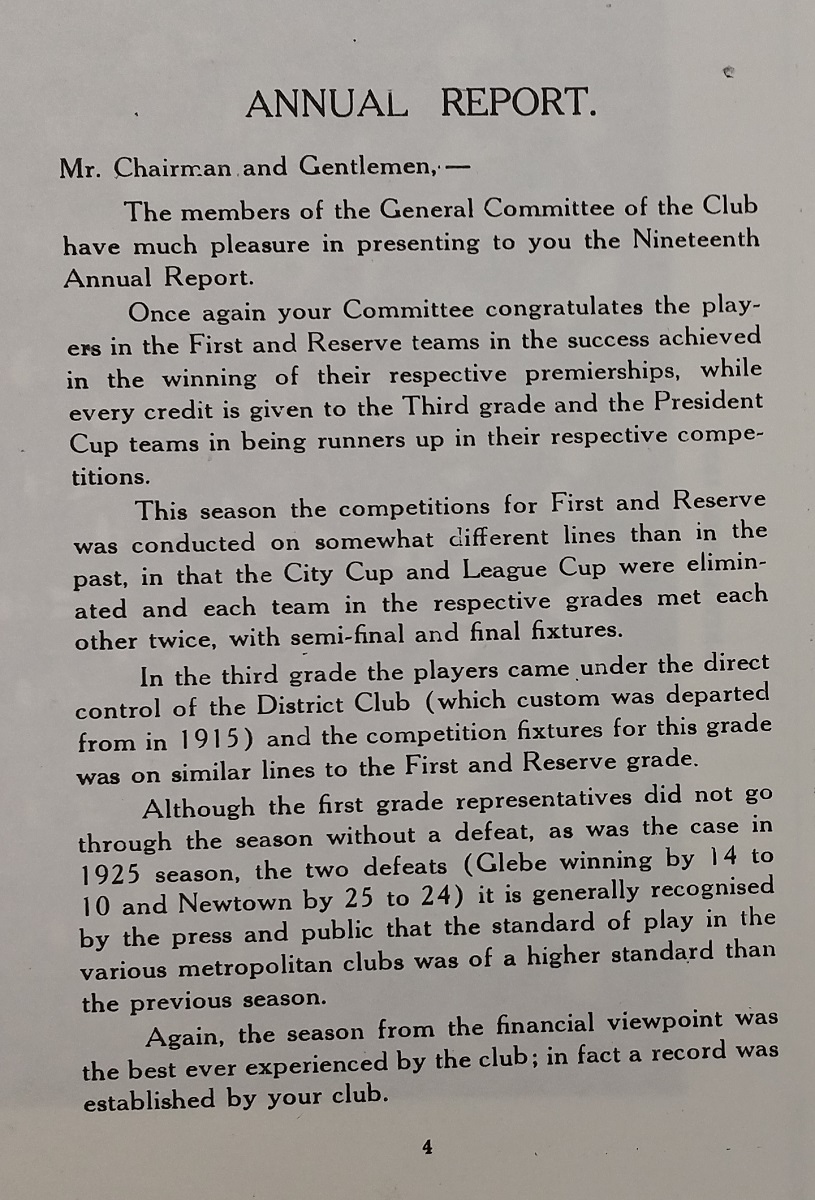 ANNUAL REPORT.
Mr. Chairman and Gentlemen,—
The members of the General Committee of the Club
have much pleasure in presenting to you the Nineteenth
Annual Report.
Once again your Committee congratulates the play-
ers in the First and Reserve teams in the success achieved
in the winning of their respective premierships, while
every credit is given to the Third grade and the President
Cup teams in being runners up in their respective compe-
titions.
This season the competitions for First and Reserve
was conducted on somewhat different lines than in the
past, in that the City Cup and League Cup were elimin-
ated and each team in the respective grades met each
other twice, with semi-final and final fixtures.
In the third grade the players came under the direct
control of the District Club (which custom was departed
from in 1915) and the competition fixtures for this grade
was on similar lines to the First and Reserve grade.
Although the first grade representatives did not go
through the season without a defeat, as was the case in
1925 season, the two defeats (Glebe winning by 14 to
10 and Newtown by 25 to 24) it is generally recognised
by the press and public that the standard of play in the
various metropolitan clubs was of a higher standard than
the previous season.
Again, the season from the financial viewpoint was
the best ever experienced by the club; in fact a record was
established by your club.
4